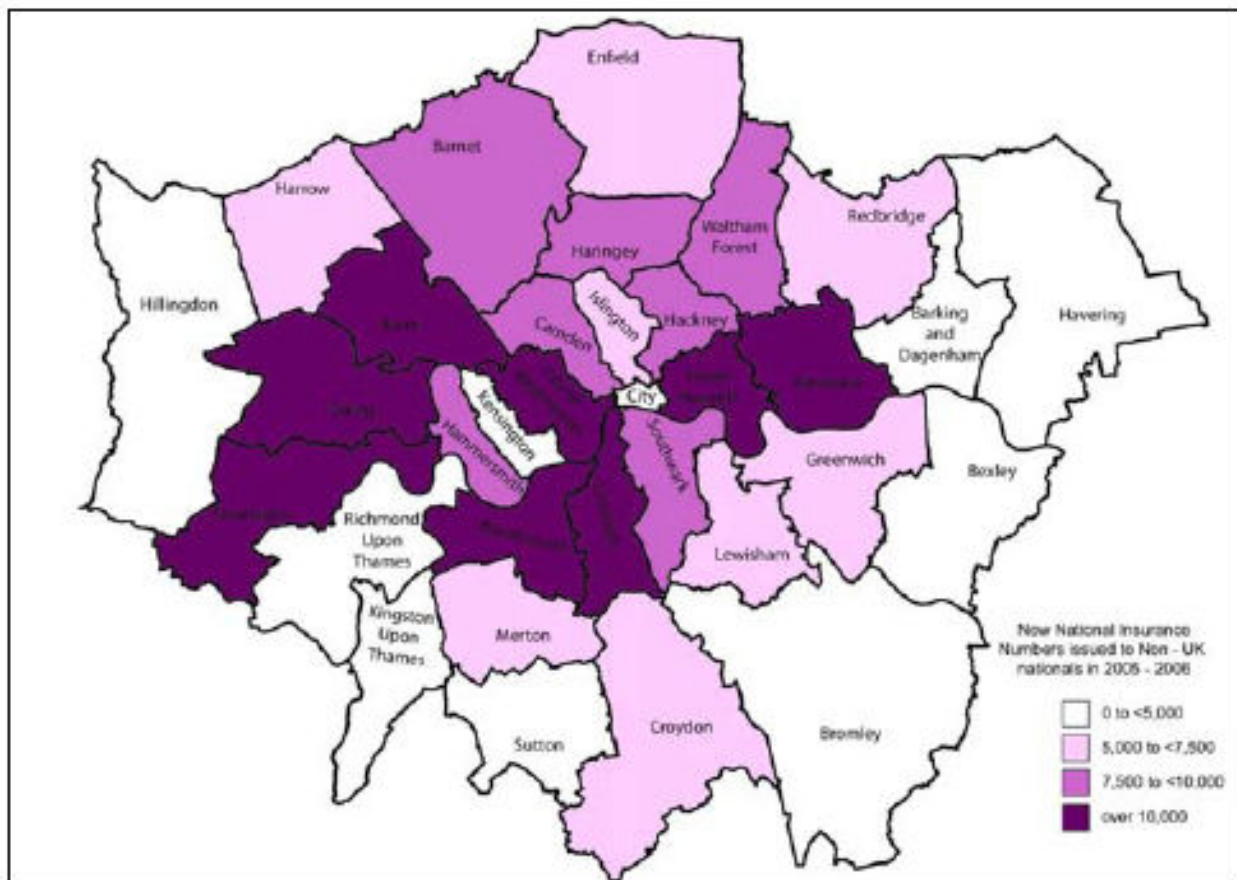 Enfield
Barnet
Harrow
Redbridge
Waltham
Forest
Haringey
Hillingdon
Islington
Hackney
Camden
Barking
and
Dagenham
Havering
Kensington
City
Hammersmith
Southwark
Greenwich
Bexley
Richmond
Upon
Thames
Lewisham
Kingston
Upon
Thames
Merton
Sutton
Croydon
Bromley
New National Insurance
Numbers issued to Non - UK
nationals in 2005 - 2006
0 to <5,000
5,000 to <7,500
7,500 to <10,000
over 10,000